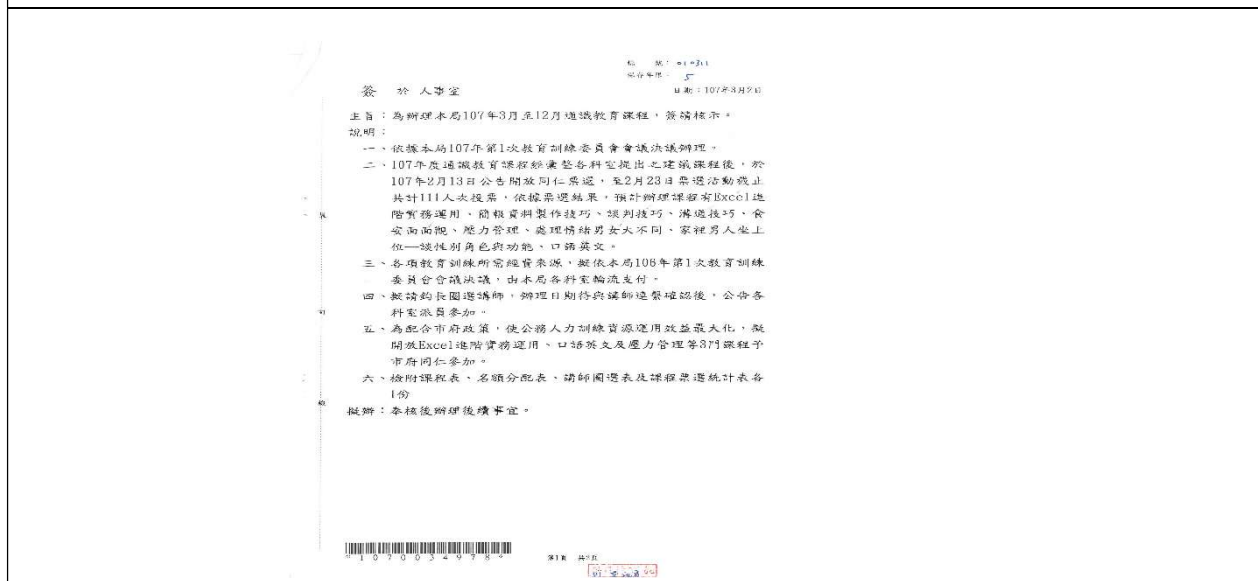 檔　號：010311
保存年限：5
簽　於 人事室
日期：107年3月2日
主旨：為辦理本局107年3月至12月通識教育課程，簽請核示。
說明：
一、依據本局107年第1次教育訓練委員會會議決議辦理。
二、107年度通識教育課程經彙整各科室提出之建議課程後，於
107年2月13日公告開放同仁票選，至2月23日票選活動截止
共計111人次投票，依據票選結果，預計辦理課程有Excel進
階實務運用、簡報資料製作技巧、談判技巧、溝通技巧、食
安面面觀、壓力管理、處理情緒男女大不同、家裡男人坐上
位—談性別角色與功能、口語英文。
三、各項教育訓練所需經費來源，擬依本局106年第1次教育訓練
委員會會議決議，由本局各科室輪流支付。
四、擬請鈞長圈選講師，辦理日期待與講師連繫確認後，公告各
科室派員參加。
五、為配合市府政策，使公務人力訓練資源運用效益最大化，擬
開放Excel進階實務運用、口語英文及壓力管理等3門課程予
市府同仁參加。
六、檢附課程表、名額分配表、講師圈選表及課程票選統計表各
1份
擬辦：奉核後辦理後續事宜。
裝
訂
線
*1070034978*
第1頁 共2頁